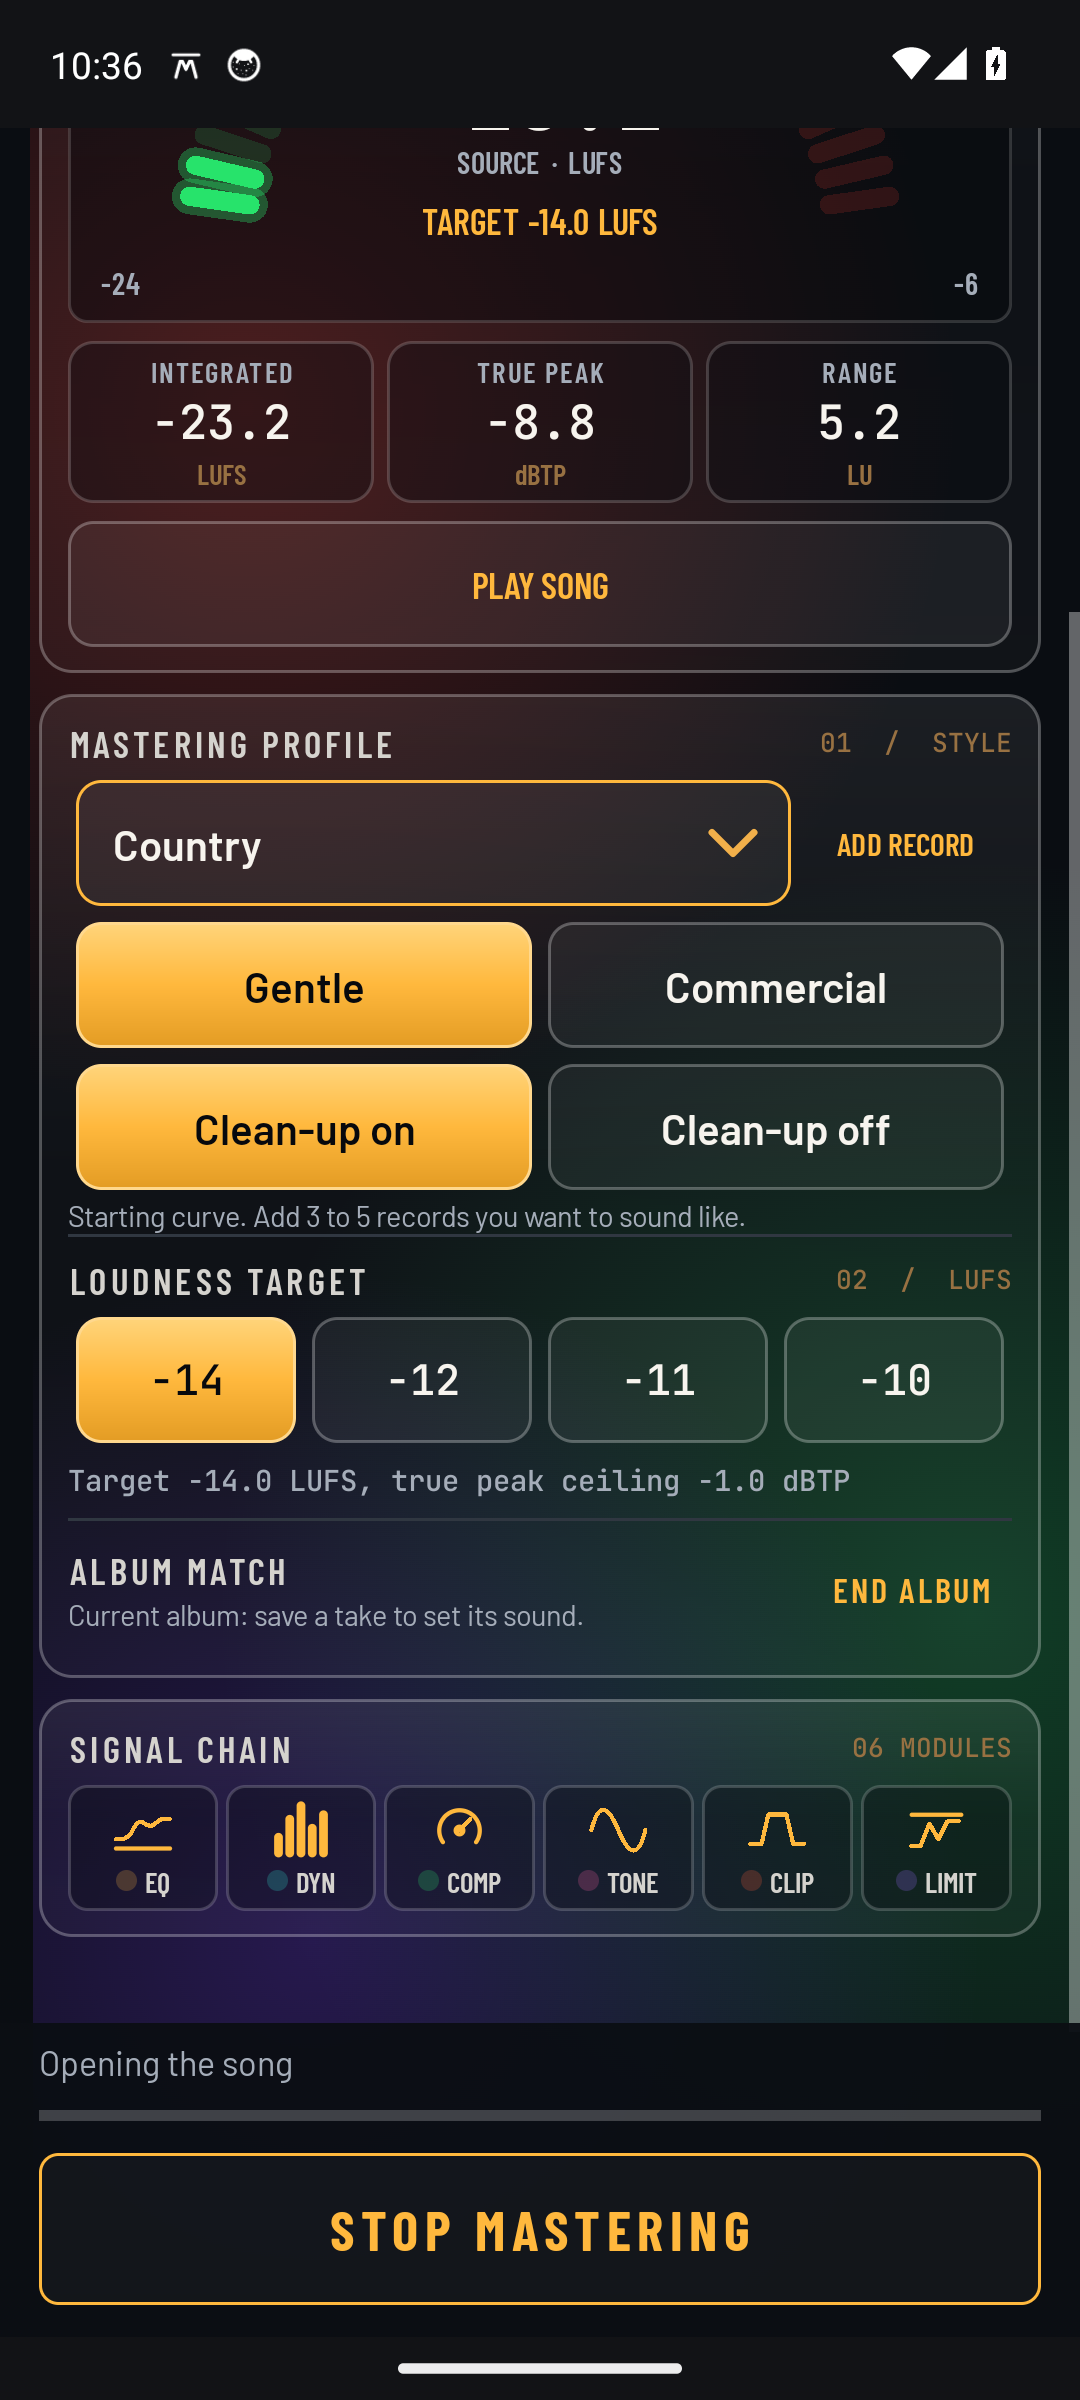 10:36
SOURCE · LUFS
TARGET -14.0 LUFS
-24 -6
INTEGRATED TRUE PEAK RANGE
-23.2 -8.8 5.2
LUFS dBTP LU
PLAY SONG
MASTERING PROFILE 01 / STYLE
Country ADD RECORD
Gentle Commercial
Clean-up on Clean-up off
Starting curve. Add 3 to 5 records you want to sound like.
LOUDNESS TARGET 02 / LUFS
-14 -12 -11 -10
Target -14.0 LUFS, true peak ceiling -1.0 dBTP
ALBUM MATCH
END ALBUM
Current album: save a take to set its sound.
SIGNAL CHAIN 06 MODULES
EQ DYN COMP TONE CLIP LIMIT
Opening the song
STOP MASTERING